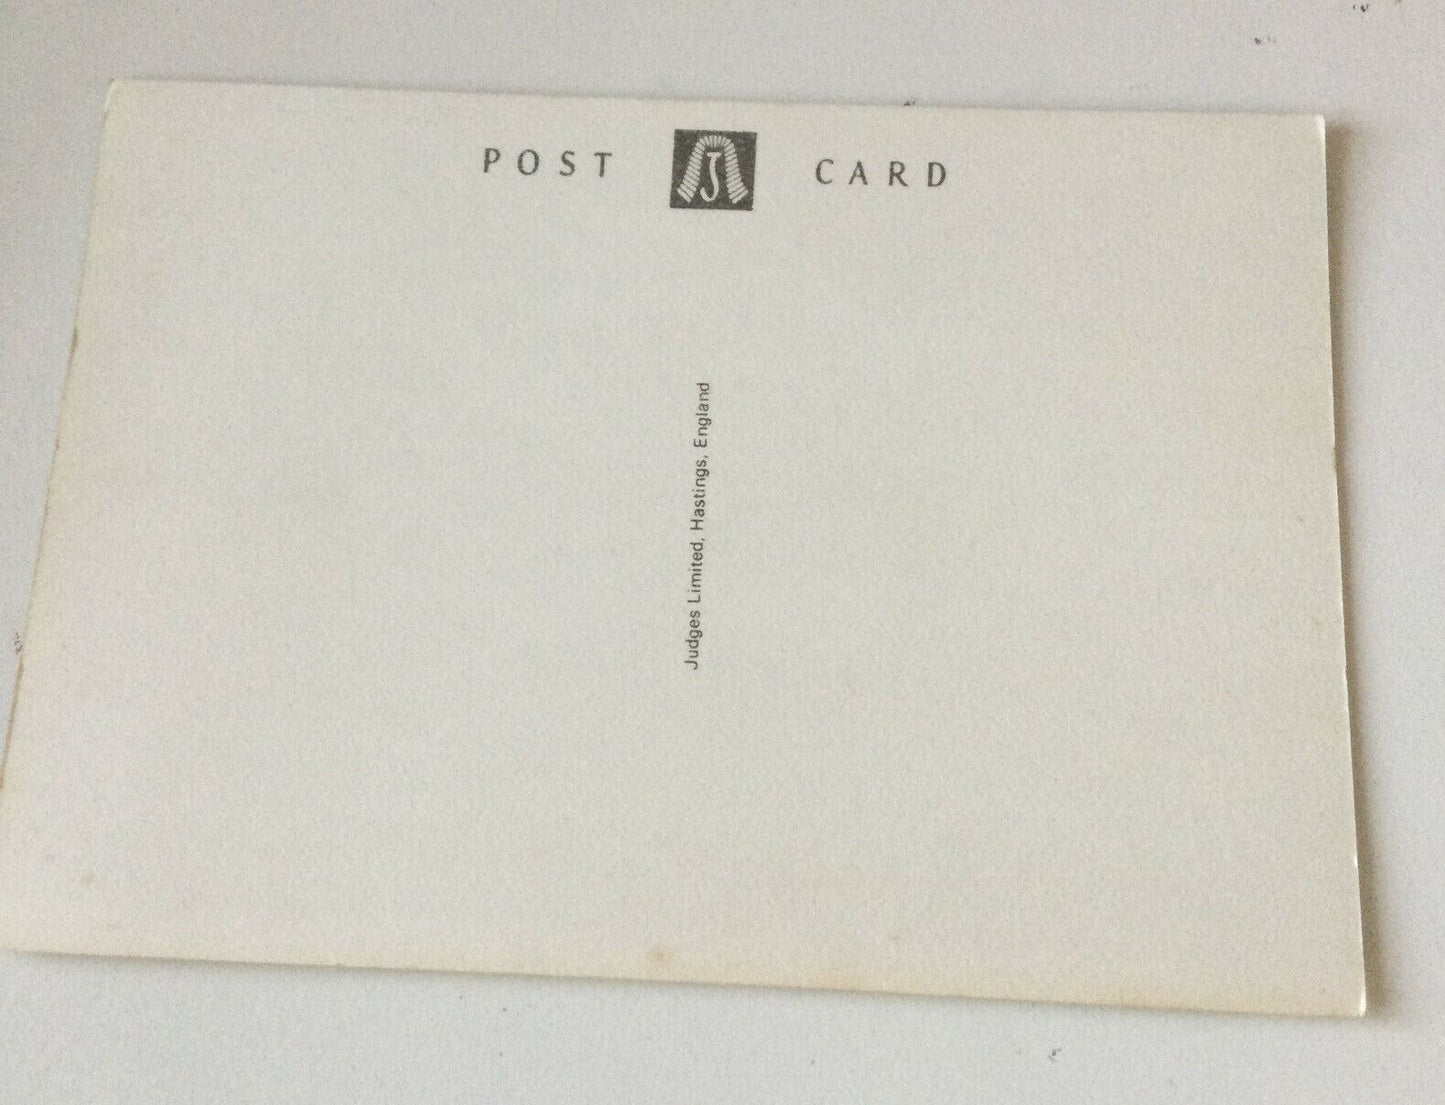 POST J CARD
Judges Limited, Hastings, England